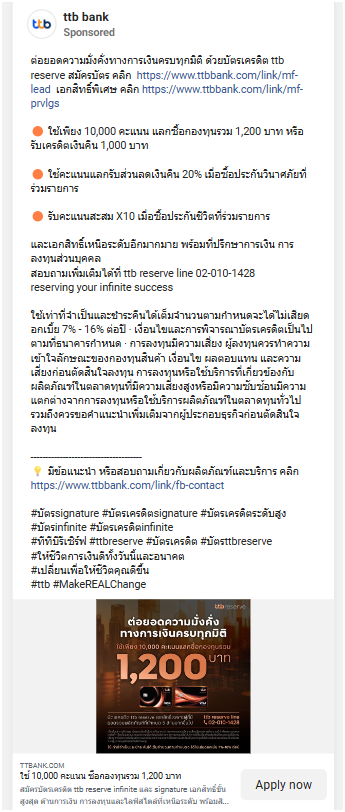 ttb bank
Sponsored
ต่อยอดความมั่งคั่งทางการเงินครบทุกมิติ ด้วยบัตรเครดิต ttb
reserve สมัครบัตร คลิก https://www.ttbbank.com/link/mf-
lead เอกสิทธิ์พิเศษ คลิก https://www.ttbbank.com/mf-
prvlgs
🟠 ใช้เพียง 10,000 คะแนน แลกซื้อกองทุนรวม 1,200 บาท หรือ
รับเครดิตเงินคืน 1,000 บาท
🟠 ใช้คะแนนแลกรับส่วนลดเงินคืน 20% เมื่อซื้อประกันวินาศภัยที่
ร่วมรายการ
🟠 รับคะแนนสะสม X10 เมื่อซื้อประกันชีวิตที่ร่วมรายการ
และเอกสิทธิ์เหนือระดับอีกมากมาย พร้อมที่ปรึกษาการเงิน การ
ลงทุนส่วนบุคคล
สอบถามเพิ่มเติมได้ที่ ttb reserve line 02-010-1428
reserving your infinite success
ใช้เท่าที่จำเป็นและชำระคืนได้เต็มจำนวนตามกำหนดจะได้ไม่เสียด
อกเบี้ย 7% - 16% ต่อปี · เงื่อนไขและการพิจารณาบัตรเครดิตเป็นไป
ตามที่ธนาคารกำหนด · การลงทุนมีความเสี่ยง ผู้ลงทุนควรทำความ
เข้าใจลักษณะของกองทุนสินค้า เงื่อนไข ผลตอบแทน และความ
เสี่ยงก่อนตัดสินใจลงทุน การลงทุนหรือใช้บริการที่เกี่ยวข้องกับ
ผลิตภัณฑ์ในตลาดทุนที่มีความเสี่ยงสูงหรือมีความซับซ้อนมีความ
แตกต่างจากการลงทุนหรือใช้บริการผลิตภัณฑ์ในตลาดทุนทั่วไป
รวมถึงควรขอคำแนะนำเพิ่มเติมจากผู้ประกอบธุรกิจก่อนตัดสินใจ
ลงทุน
------------------------------------
💡 มีข้อแนะนำ หรือสอบถามเกี่ยวกับผลิตภัณฑ์และบริการ คลิก
https://www.ttbbank.com/link/fb-contact
#บัตรsignature #บัตรเครดิตsignature #บัตรเครดิตระดับสูง
#บัตรinfinite #บัตรเครดิตinfinite
#ทีทีบีรีเซิร์ฟ #ttbreserve #บัตรเครดิต #บัตรttbreserve
#ให้ชีวิตการเงินดีทั้งวันนี้และอนาคต
#เปลี่ยนเพื่อให้ชีวิตคุณดีขึ้น
#ttb #MakeREALChange
ttb reserve
ต่อยอดความมั่งคั่ง
ทางการเงินครบทุกมิติ
ใช้เพียง 10,000 คะแนนแลกซื้อกองทุนรวม
1,200 บาท
ttb reserve line
02-010-1428
TTBBANK.COM
ใช้ 10,000 คะแนน ซื้อกองทุนรวม 1,200 บาท
สมัครบัตรเครดิต ttb reserve infinite และ signature เอกสิทธิ์ขั้น
สูงสุด ด้านการเงิน การลงทุนและไลฟ์สไตล์ที่เหนือระดับ พร้อมสิ...
Apply now